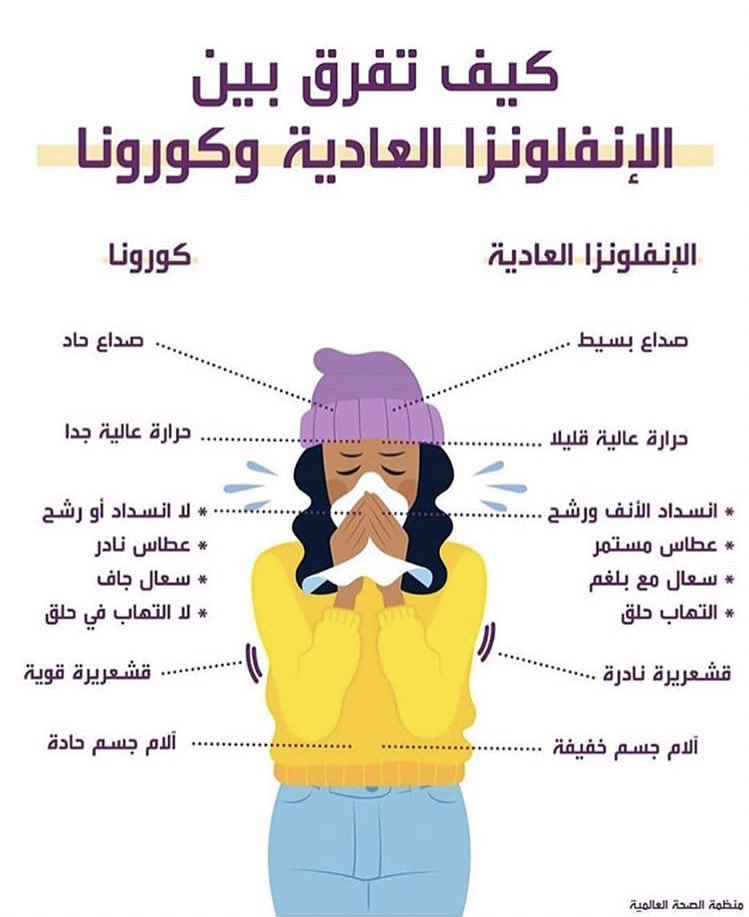 كيف تفرق بين
الإنفلونزا العادية وكورونا
الإنفلونزا العادية
كورونا
صداع بسيط
صداع حاد
حرارة عالية قليلا
حرارة عالية جدا
* انسداد الأنف ورشح
* عطاس مستمر
* سعال مع بلغم
* التهاب حلق
* لا انسداد أو رشح
* عطاس نادر
* سعال جاف
* لا التهاب في حلق
قشعريرة نادرة
قشعريرة قوية
آلام جسم خفيفة
آلام جسم حادة
منظمة الصحة العالمية